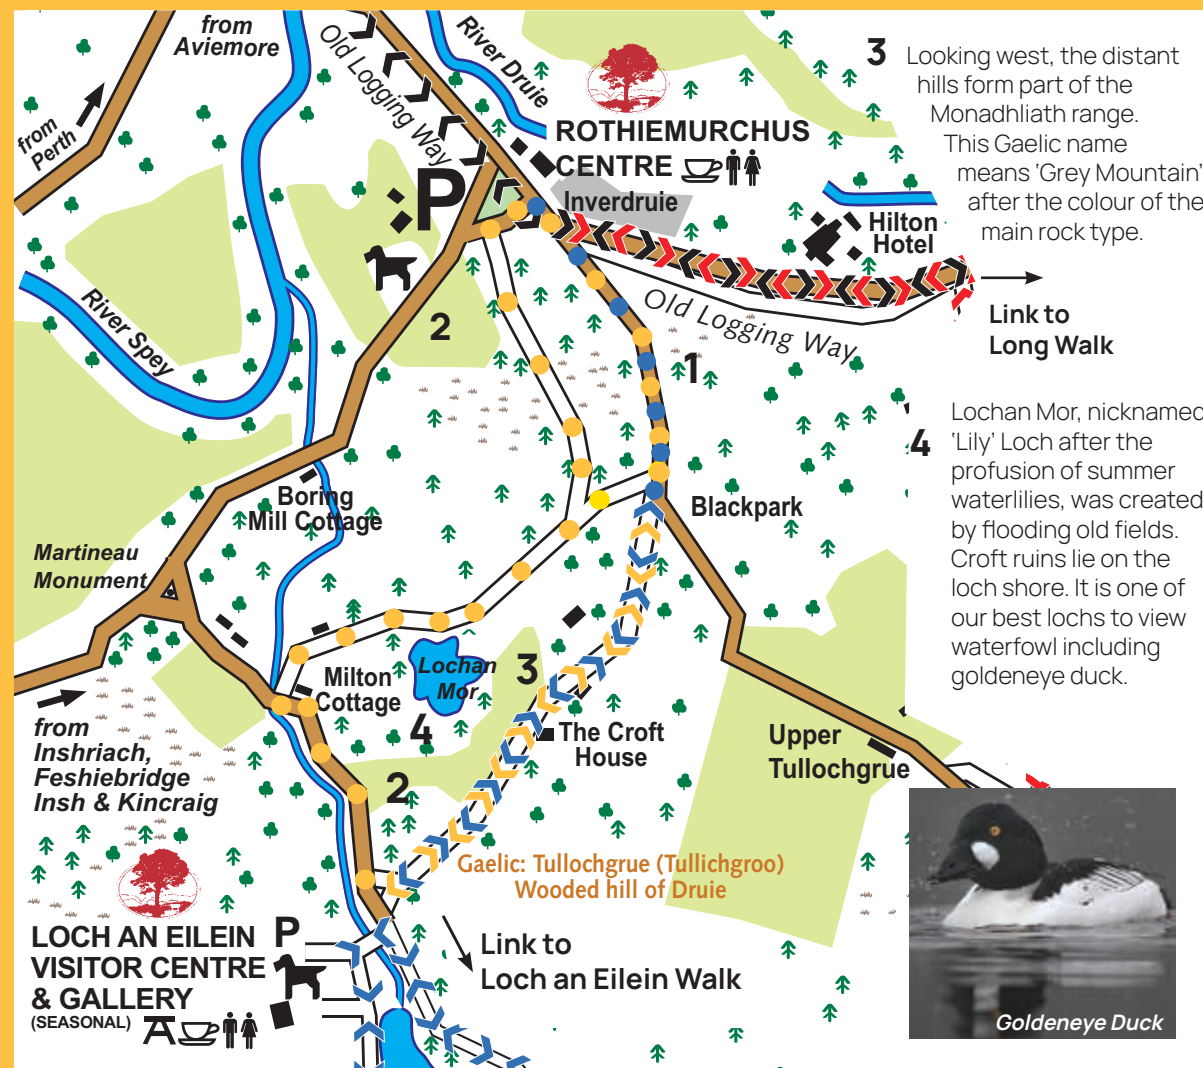 from
Aviemore
Old Logging Way
River Druie
from
Perth
ROTHIEMURCHUS
CENTRE
Inverdruie
P
3
Looking west, the distant
hills form part of the
Monadhliath range.
This Gaelic name
means ‘Grey Mountain’
after the colour of the
main rock type.
Hilton
Hotel
Link to
Long Walk
Old Logging Way
River Spey
2
1
4
Lochan Mor, nicknamed
‘Lily’ Loch after the
profusion of summer
waterlilies, was created
by flooding old fields.
Croft ruins lie on the
loch shore. It is one of
our best lochs to view
waterfowl including
goldeneye duck.
Boring
Mill Cottage
Blackpark
Martineau
Monument
Milton
Cottage
Lochan
Mor
3
4
from
Inshriach,
Feshiebridge
Insh & Kincraig
The Croft
House
Upper
Tullochgrue
2
Gaelic: Tullochgrue (Tullichgroo)
Wooded hill of Druie
LOCH AN EILEIN
VISITOR CENTRE
& GALLERY
(SEASONAL)
P
Link to
Loch an Eilein Walk
Goldeneye Duck